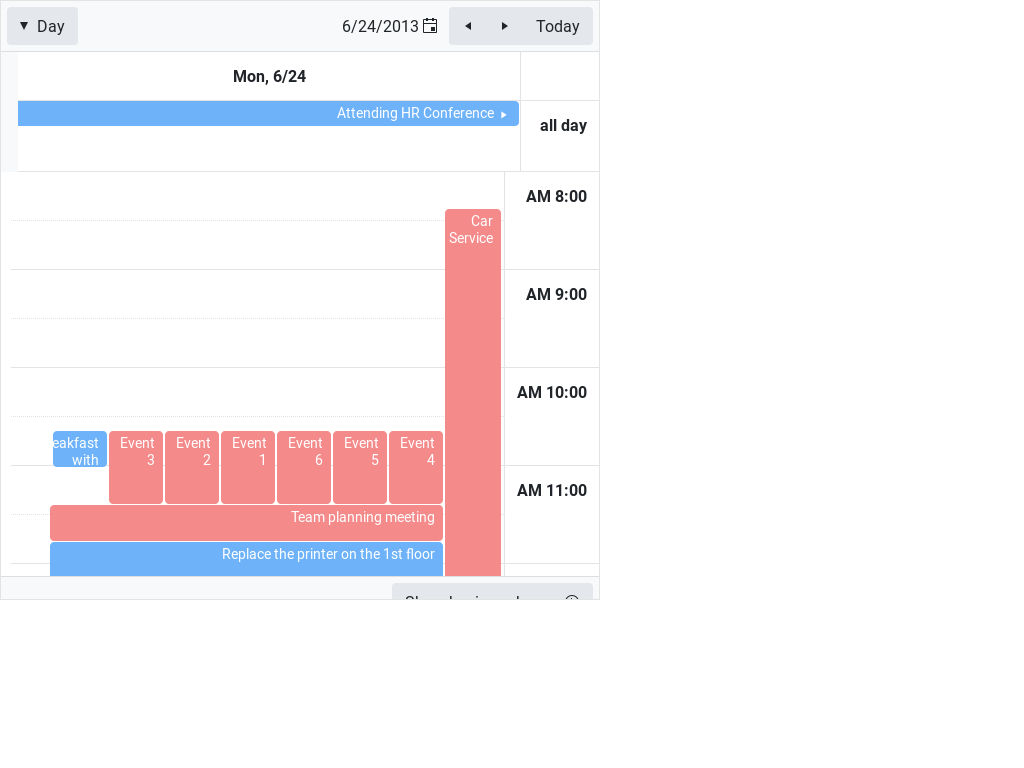 Day
6/24/2013
Today
Mon, 6/24
Attending HR Conference
all day
AM 8:00
Car
Service
AM 9:00
AM 10:00
eakfast
with
Event
3
Event
2
Event
1
Event
6
Event
5
Event
4
AM 11:00
Team planning meeting
Replace the printer on the 1st floor